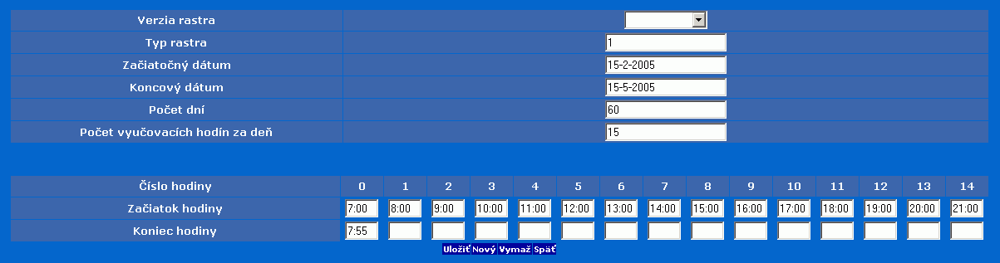 Verzia rastra
Typ rastra 1
Začiatočný dátum 15-2-2005
Koncový dátum 15-5-2005
Počet dní 60
Počet vyučovacích hodín za deň 15
Číslo hodiny 0 1 2 3 4 5 6 7 8 9 10 11 12 13 14
Začiatok hodiny 7:00 8:00 9:00 10:00 11:00 12:00 13:00 14:00 15:00 16:00 17:00 18:00 19:00 20:00 21:00
Koniec hodiny 7:55
Uložiť Nový Vymaž Späť